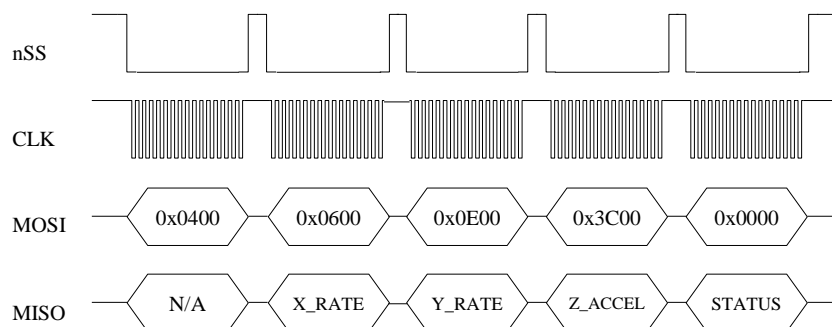 nSS
CLK
MOSI 0x0400 0x0600 0x0E00 0x3C00 0x0000
MISO N/A X_RATE Y_RATE Z_ACCEL STATUS